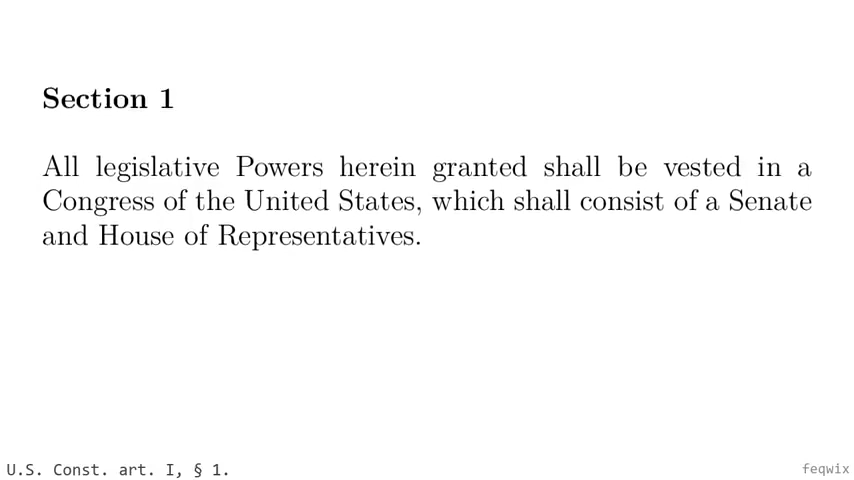 Section 1
All legislative Powers herein granted shall be vested in a
Congress of the United States, which shall consist of a Senate
and House of Representatives.
U.S. Const. art. I, § 1.
feqwix